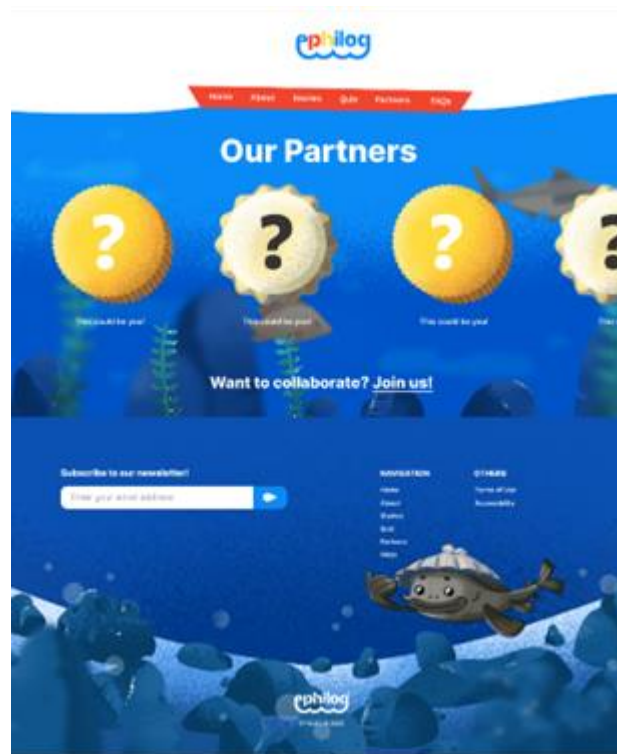 ephilog
Home About Stories Quiz Partners FAQs
Our Partners
?
?
?
?
This could be you!
This could be you!
This could be you!
This
Want to collaborate? Join us!
Subscribe to our newsletter!
Enter your email address
NAVIGATION
Home
About
Stories
Quiz
Partners
FAQs
OTHERS
Terms of Use
Accessibility
ephilog